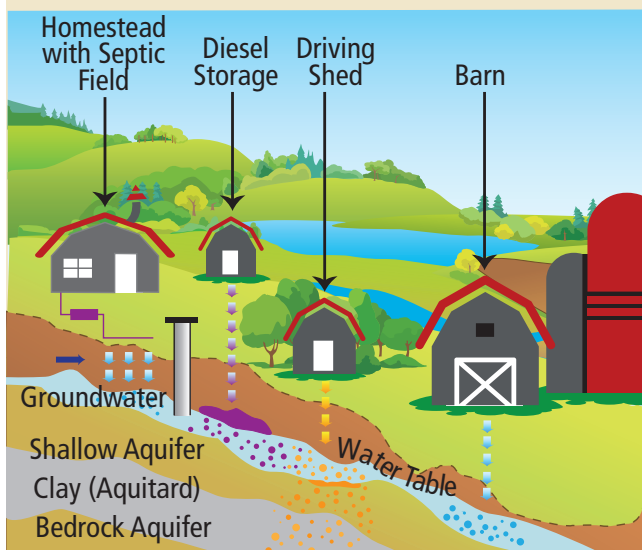 Homestead
with Septic
Field
Diesel
Storage
Driving
Shed
Barn
Groundwater
Shallow Aquifer
Clay (Aquitard)
Bedrock Aquifer
Water Table